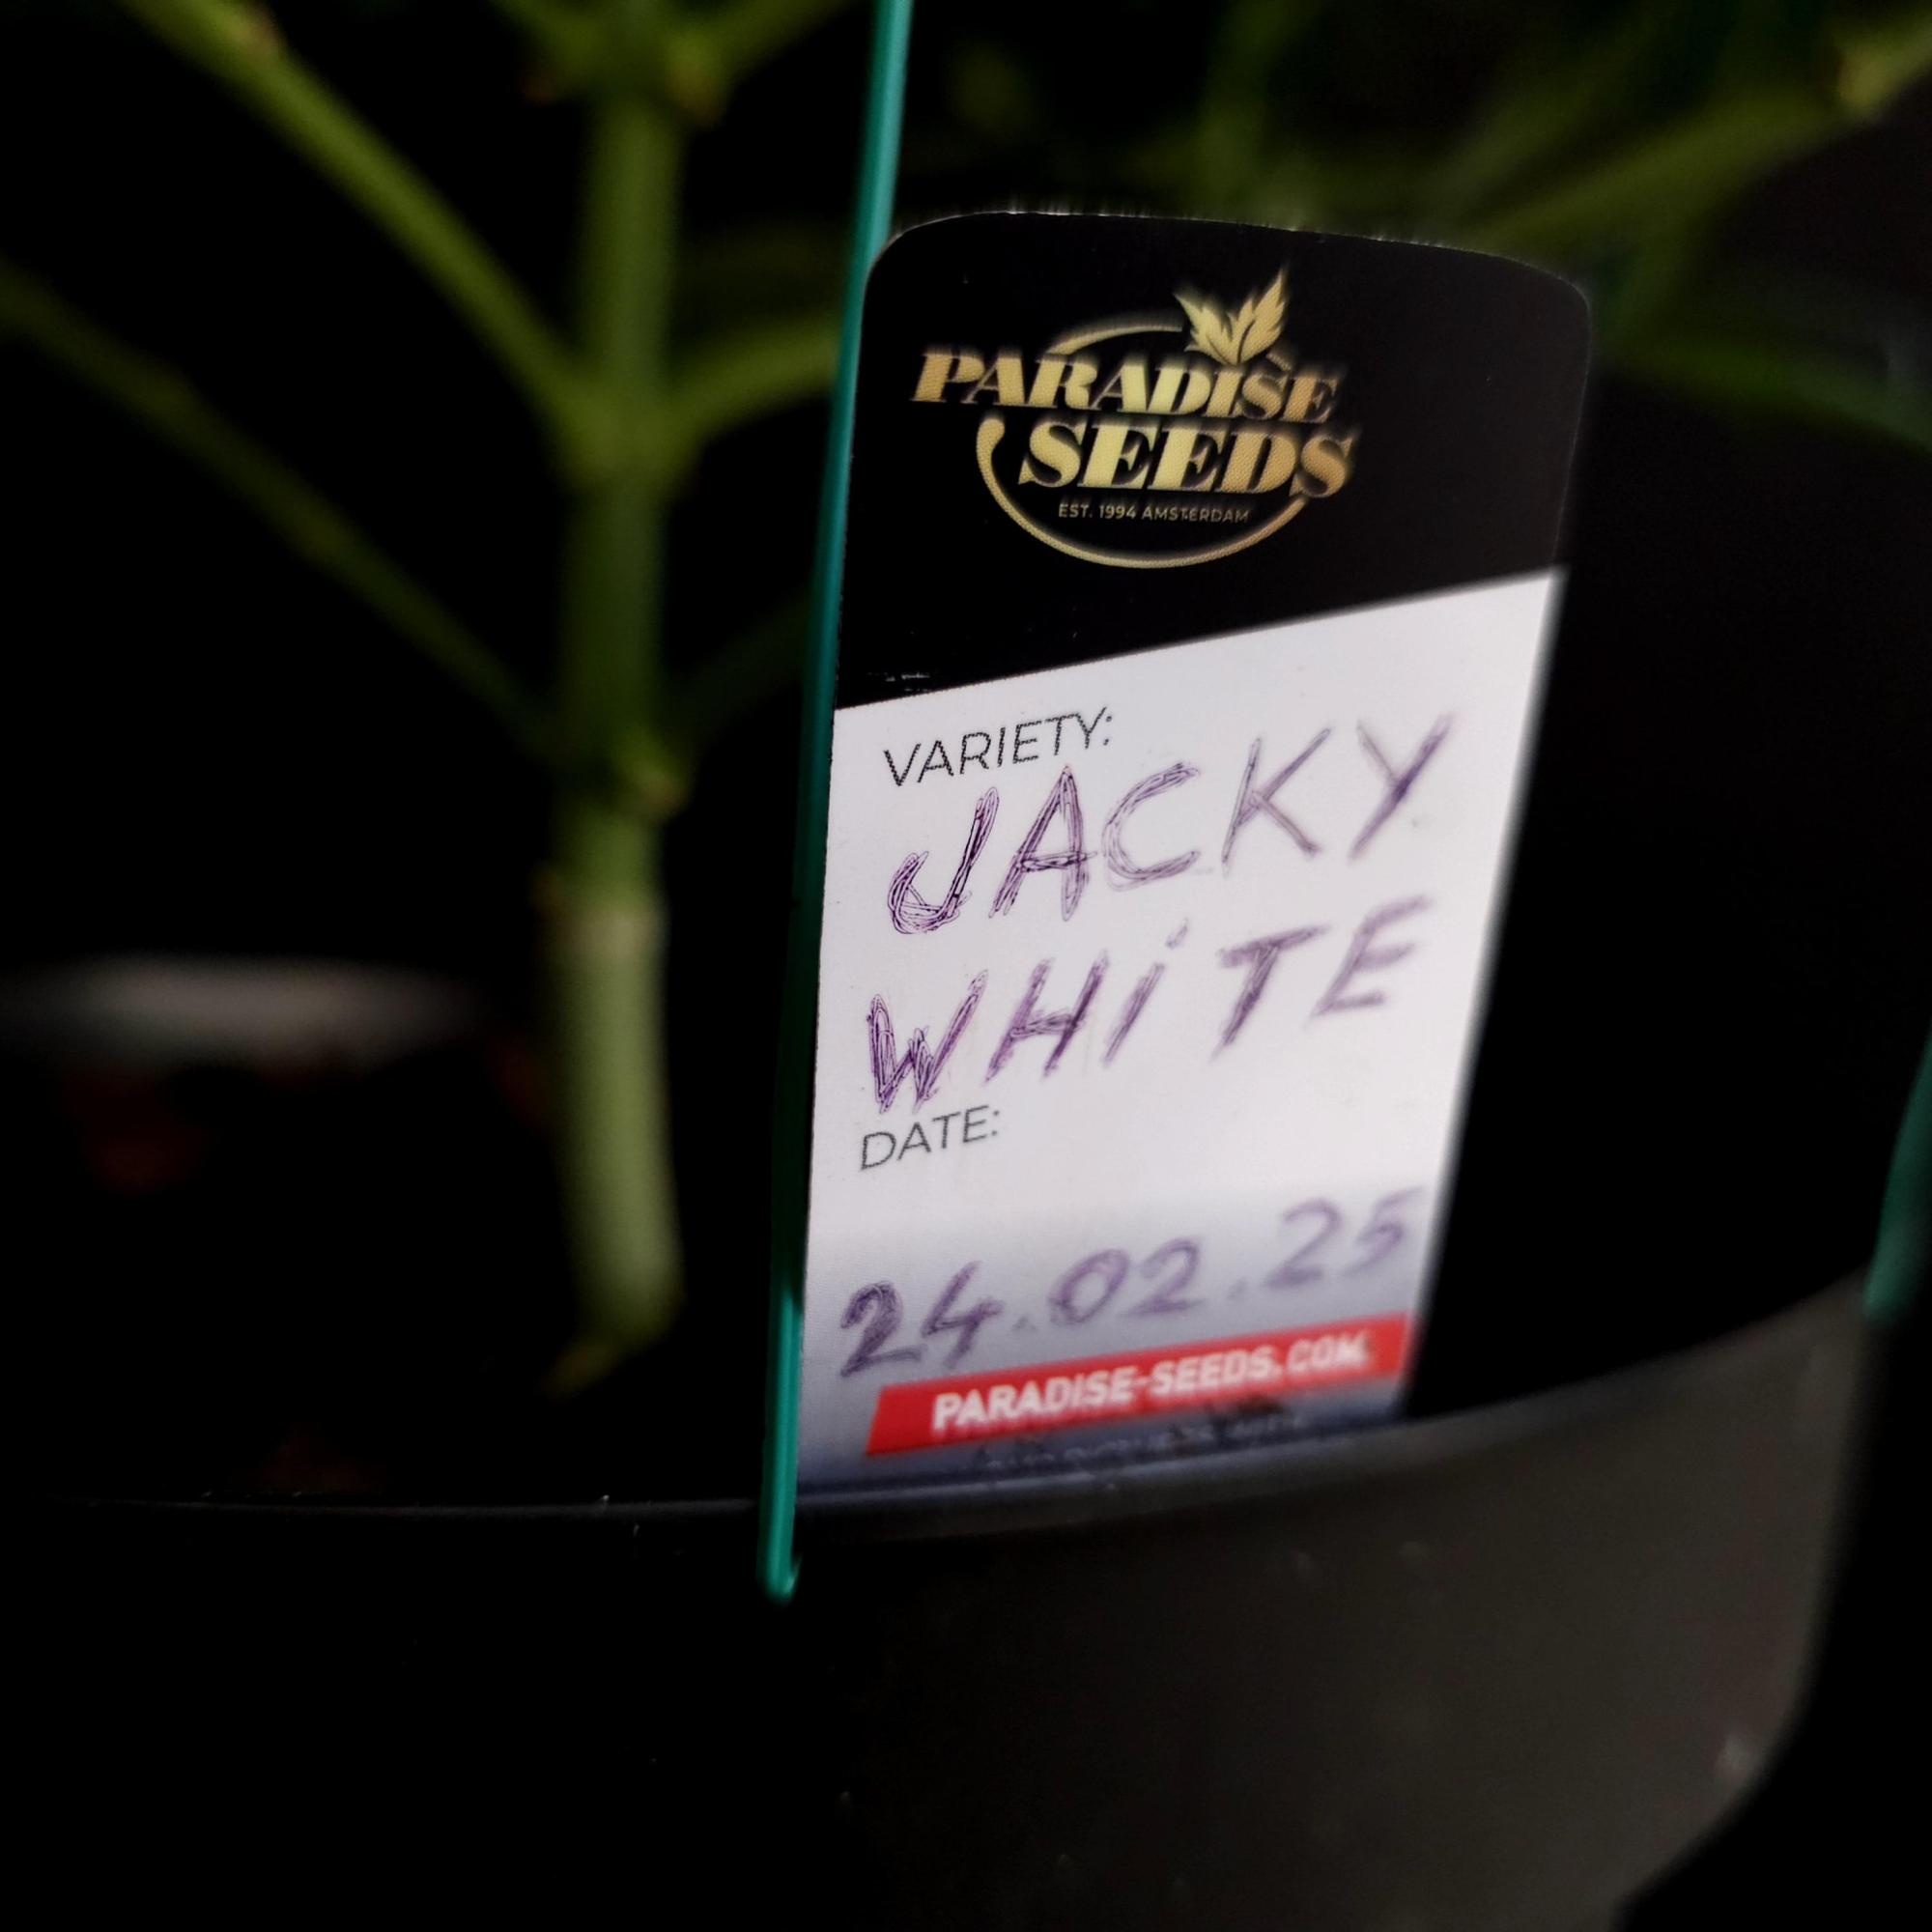 PARADISE
SEEDS
EST. 1994 AMSTERDAM
VARIETY:
JACKY
WHiTE
DATE:
24.02.25
PARADISE-SEEDS.COM